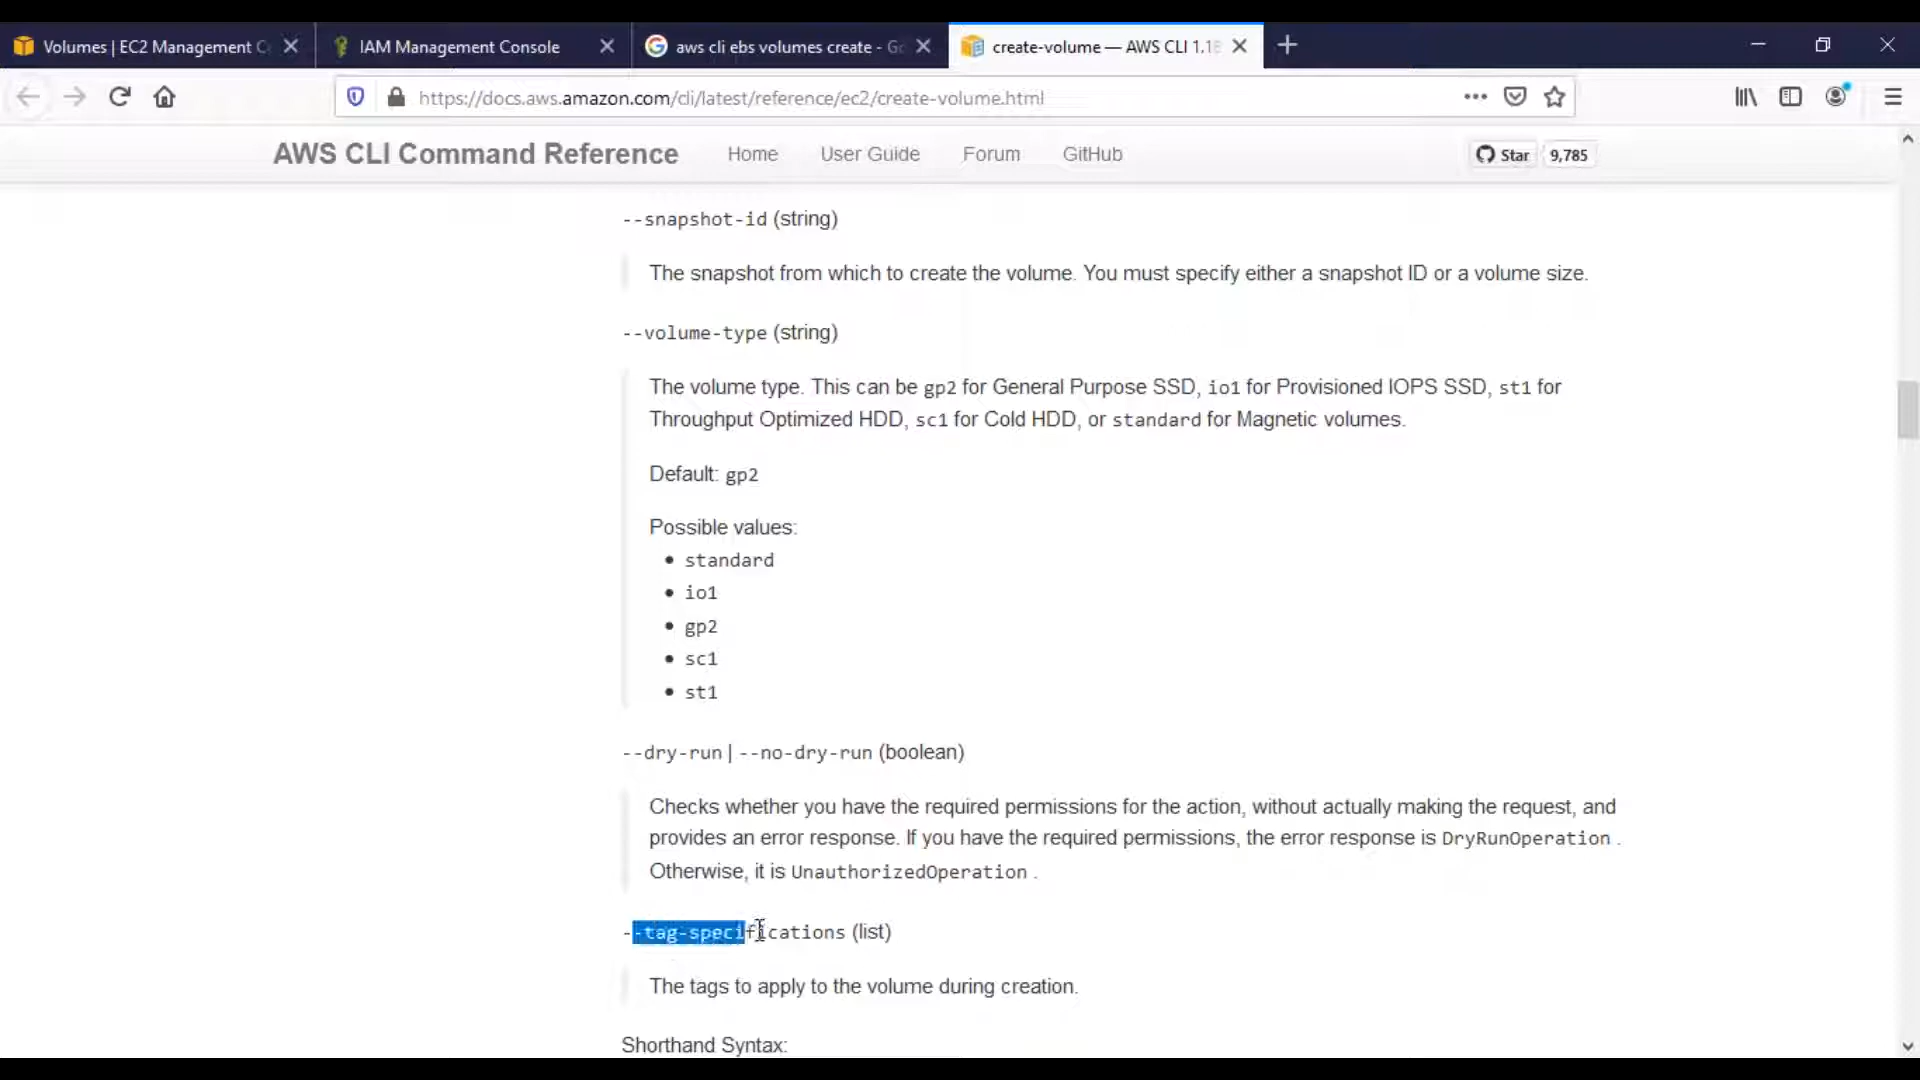 Volumes | EC2 Management C
IAM Management Console
aws cli ebs volumes create - Go
create-volume — AWS CLI 1.18
https://docs.aws.amazon.com/cli/latest/reference/ec2/create-volume.html
AWS CLI Command Reference Home User Guide Forum GitHub Star 9,785
--snapshot-id (string)
The snapshot from which to create the volume. You must specify either a snapshot ID or a volume size.
--volume-type (string)
The volume type. This can be gp2 for General Purpose SSD, io1 for Provisioned IOPS SSD, st1 for
Throughput Optimized HDD, sc1 for Cold HDD, or standard for Magnetic volumes.
Default: gp2
Possible values:
• standard
• io1
• gp2
• sc1
• st1
--dry-run | --no-dry-run (boolean)
Checks whether you have the required permissions for the action, without actually making the request, and
provides an error response. If you have the required permissions, the error response is DryRunOperation .
Otherwise, it is UnauthorizedOperation .
--tag-specifications (list)
The tags to apply to the volume during creation.
Shorthand Syntax: